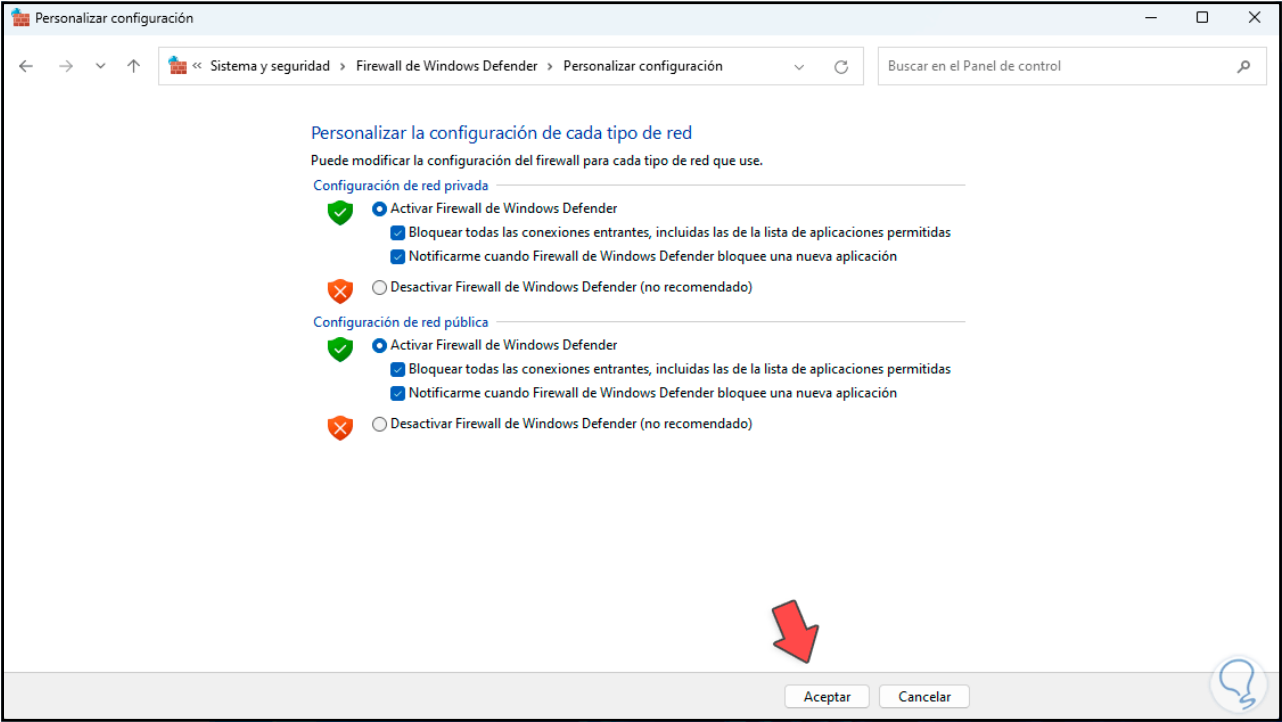 Personalizar configuración
« Sistema y seguridad > Firewall de Windows Defender > Personalizar configuración
Buscar en el Panel de control
Personalizar la configuración de cada tipo de red
Puede modificar la configuración del firewall para cada tipo de red que use.
Configuración de red privada
Activar Firewall de Windows Defender
Bloquear todas las conexiones entrantes, incluidas las de la lista de aplicaciones permitidas
Notificarme cuando Firewall de Windows Defender bloquee una nueva aplicación
Desactivar Firewall de Windows Defender (no recomendado)
Configuración de red pública
Activar Firewall de Windows Defender
Bloquear todas las conexiones entrantes, incluidas las de la lista de aplicaciones permitidas
Notificarme cuando Firewall de Windows Defender bloquee una nueva aplicación
Desactivar Firewall de Windows Defender (no recomendado)
Aceptar Cancelar